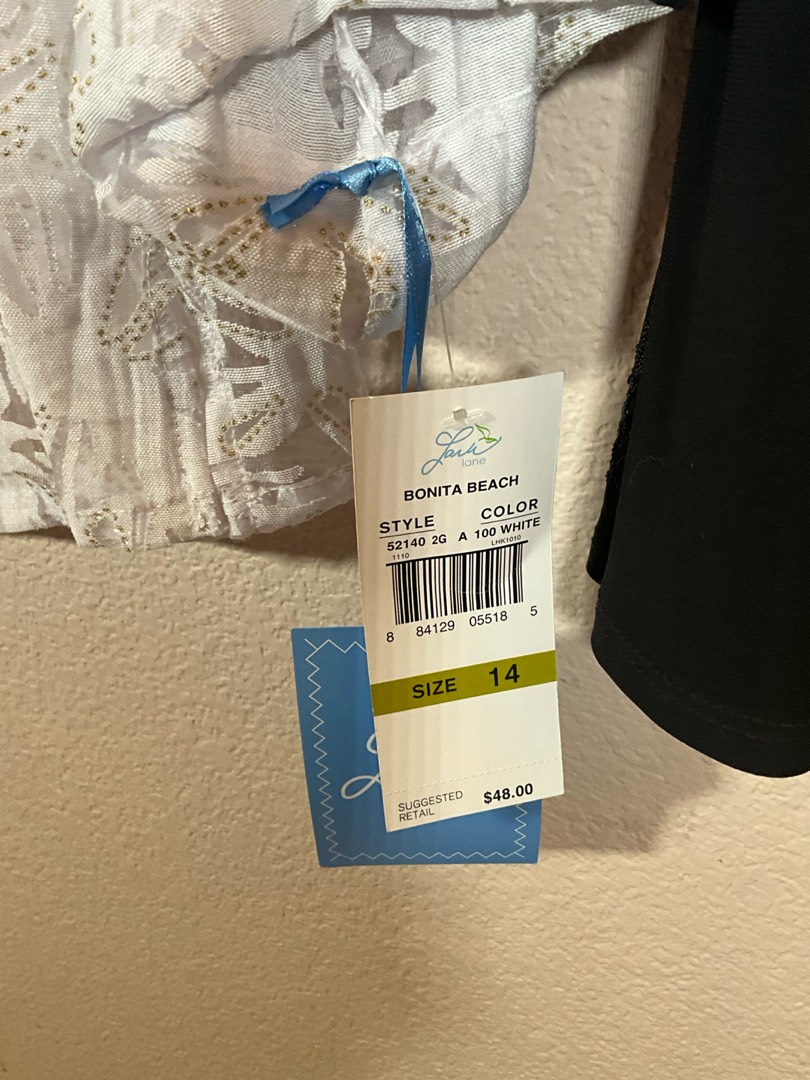 Lark
lane
BONITA BEACH
STYLE COLOR
52140 2G A 100 WHITE
1110 LHK1010
8 84129 05518 5
SIZE 14
SUGGESTED
RETAIL
$48.00